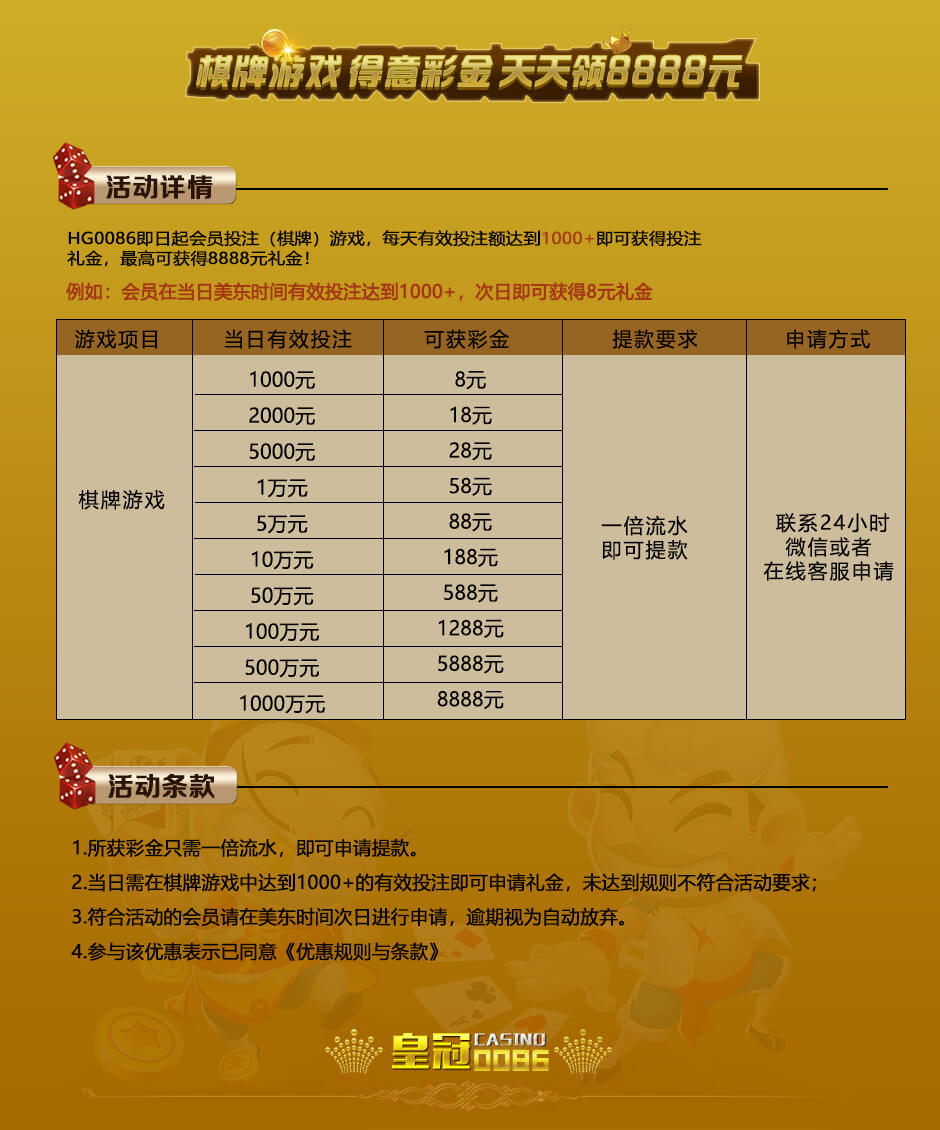 棋牌游戏 得意彩金 天天领8888元
活动详情
HG0086即日起会员投注（棋牌）游戏，每天有效投注额达到1000+即可获得投注
礼金，最高可获得8888元礼金！
例如：会员在当日美东时间有效投注达到1000+，次日即可获得8元礼金
游戏项目 当日有效投注 可获彩金 提款要求 申请方式
1000元 8元
2000元 18元
5000元 28元
1万元 58元
棋牌游戏
5万元 88元
一倍流水
即可提款
联系24小时
微信或者
在线客服申请
10万元 188元
50万元 588元
100万元 1288元
500万元 5888元
1000万元 8888元
活动条款
1.所获彩金只需一倍流水，即可申请提款。
2.当日需在棋牌游戏中达到1000+的有效投注即可申请礼金，未达到规则不符合活动要求；
3.符合活动的会员请在美东时间次日进行申请，逾期视为自动放弃。
4.参与该优惠表示已同意《优惠规则与条款》
皇冠 CASINO
0086